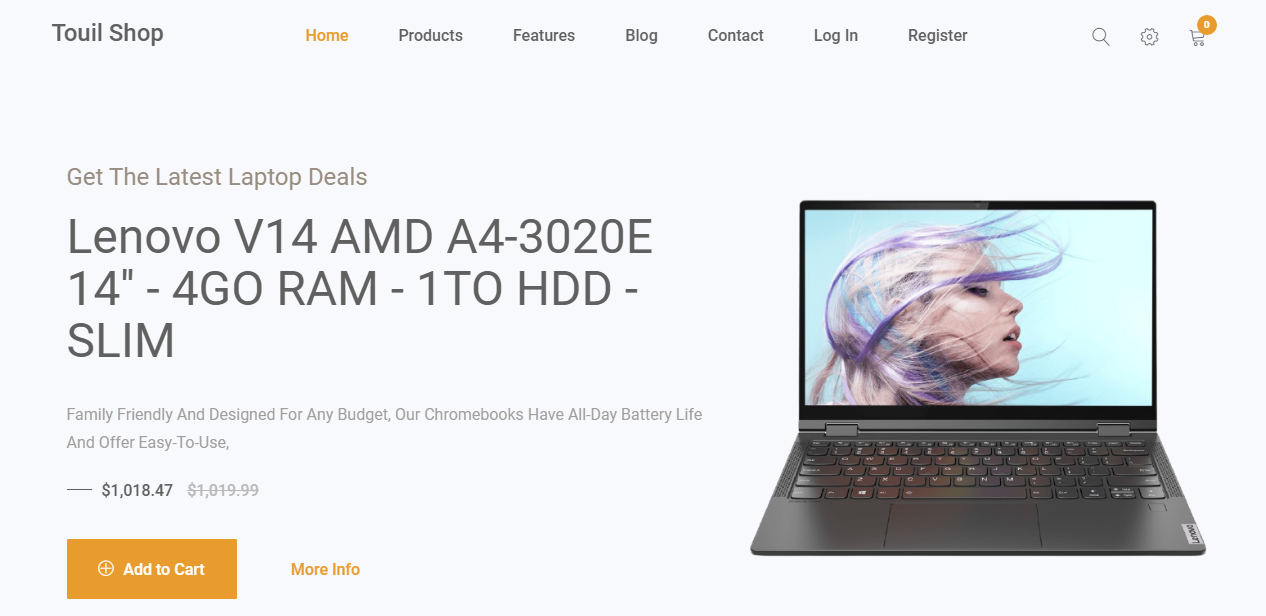 Touil Shop
Home Products Features Blog Contact Log In Register
0
Get The Latest Laptop Deals
Lenovo V14 AMD A4-3020E
14" - 4GO RAM - 1TO HDD -
SLIM
Family Friendly And Designed For Any Budget, Our Chromebooks Have All-Day Battery Life
And Offer Easy-To-Use,
$1,018.47 $1,019.99
Add to Cart More Info
Lenovo